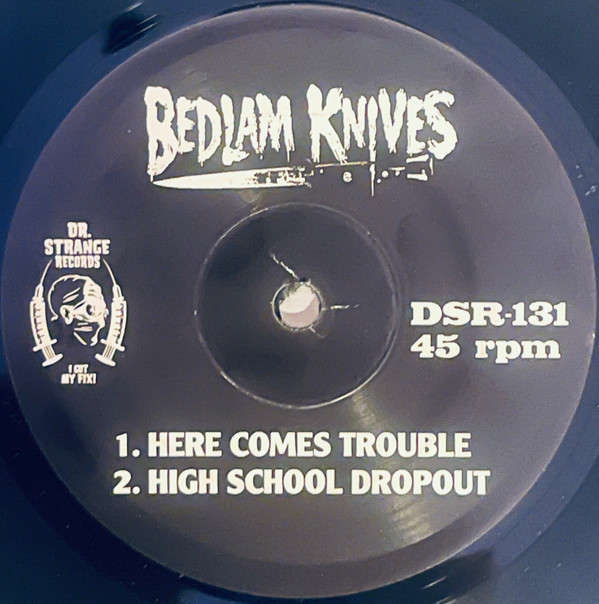 BEDLAM KNIVES
DR.
STRANGE
RECORDS
I GOT
MY FIX!
DSR-131
45 rpm
1. HERE COMES TROUBLE
2. HIGH SCHOOL DROPOUT